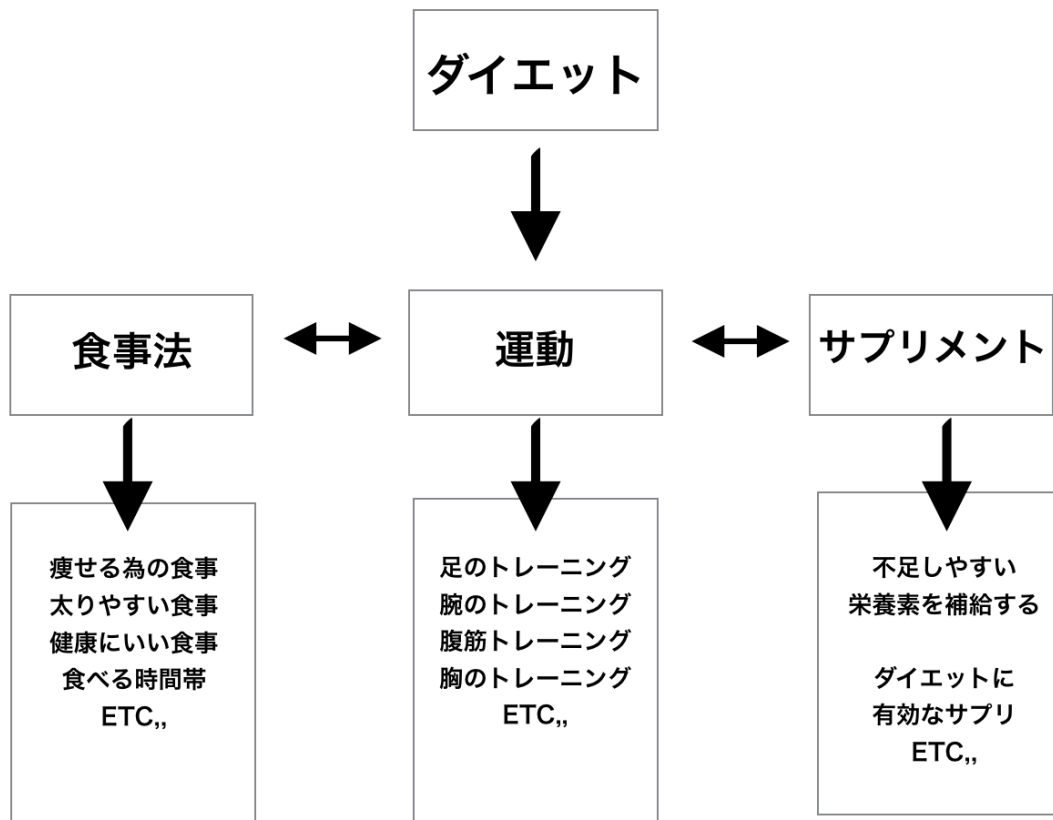 ダイエット
食事法
運動
サプリメント
痩せる為の食事
太りやすい食事
健康にいい食事
食べる時間帯
ETC,,
足のトレーニング
腕のトレーニング
腹筋トレーニング
胸のトレーニング
ETC,,
不足しやすい
栄養素を補給する
ダイエットに
有効なサプリ
ETC,,